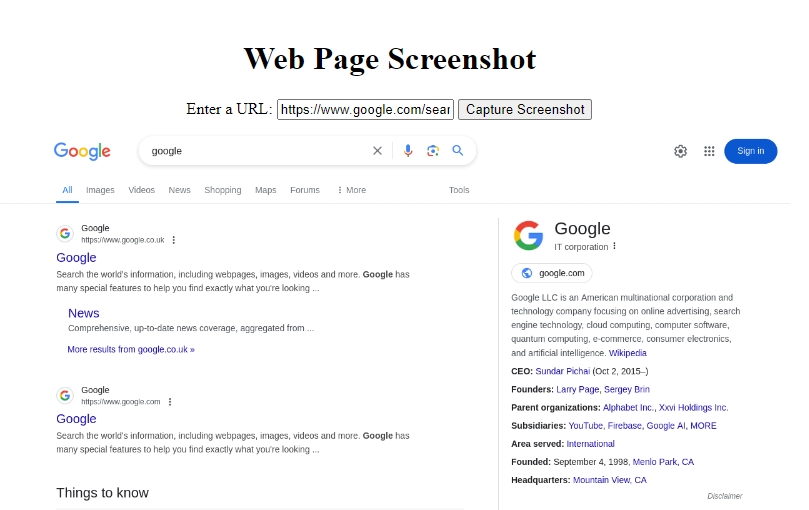 Web Page Screenshot
Enter a URL: https://www.google.com/sear Capture Screenshot
Google
google
Sign in
All Images Videos News Shopping Maps Forums More Tools
Google
https://www.google.co.uk
Google
Search the world's information, including webpages, images, videos and more. Google has
many special features to help you find exactly what you're looking ...
News
Comprehensive, up-to-date news coverage, aggregated from ...
More results from google.co.uk »
Google
https://www.google.com
Google
Search the world's information, including webpages, images, videos and more. Google has
many special features to help you find exactly what you're looking ...
Things to know
Google
IT corporation
google.com
Google LLC is an American multinational corporation and
technology company focusing on online advertising, search
engine technology, cloud computing, computer software,
quantum computing, e-commerce, consumer electronics,
and artificial intelligence. Wikipedia
CEO: Sundar Pichai (Oct 2, 2015–)
Founders: Larry Page, Sergey Brin
Parent organizations: Alphabet Inc., Xxvi Holdings Inc.
Subsidiaries: YouTube, Firebase, Google AI, MORE
Area served: International
Founded: September 4, 1998, Menlo Park, CA
Headquarters: Mountain View, CA
Disclaimer